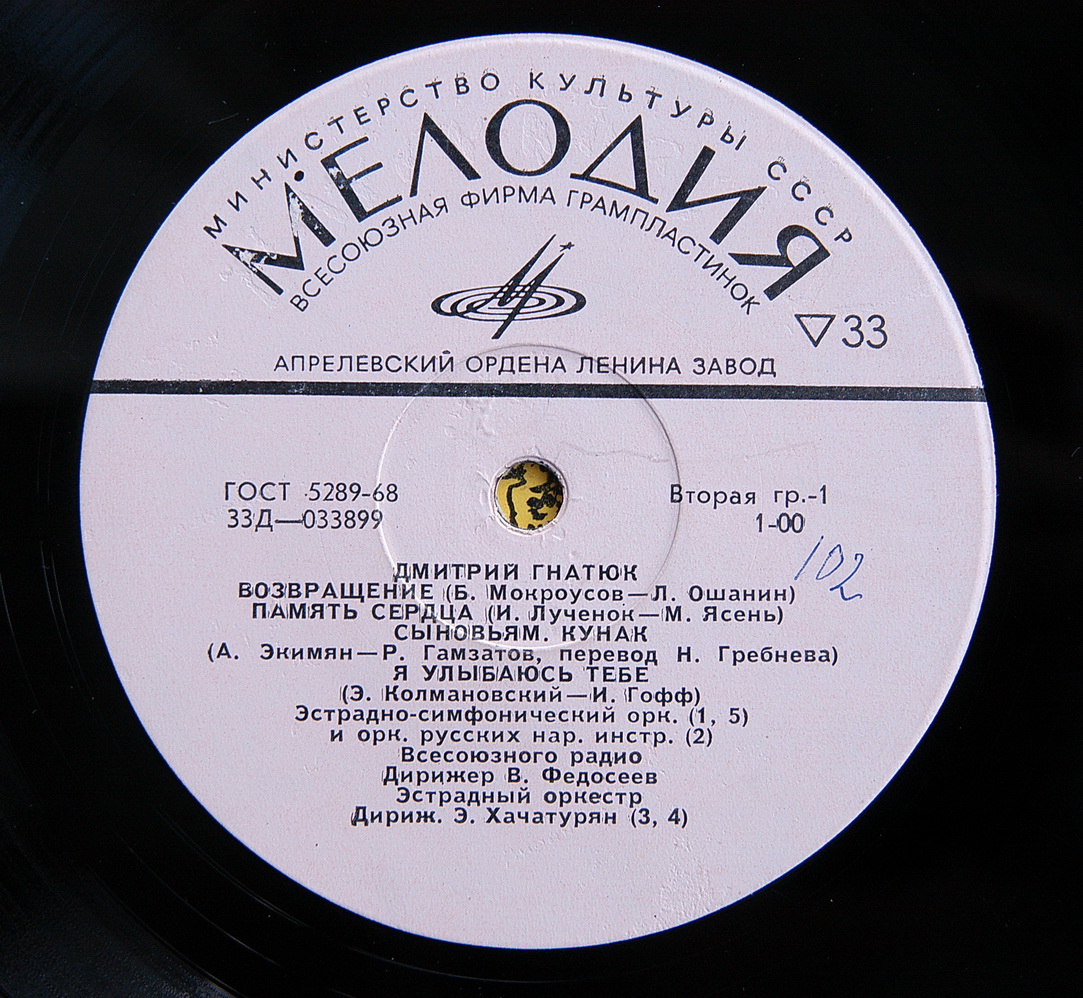 МИНИСТЕРСТВО КУЛЬТУРЫ СССР
МЕЛОДИЯ
ВСЕСОЮЗНАЯ ФИРМА ГРАМПЛАСТИНОК
▽33
АПРЕЛЕВСКИЙ ОРДЕНА ЛЕНИНА ЗАВОД
ГОСТ 5289-68
Вторая гр.-1
33Д—033899
1-00
102
ДМИТРИЙ ГНАТЮК
ВОЗВРАЩЕНИЕ (Б. Мокроусов—Л. Ошанин)
ПАМЯТЬ СЕРДЦА (И. Лученок—М. Ясень)
СЫНОВЬЯМ. КУНАК
(А. Экимян—Р. Гамзатов, перевод Н. Гребнева)
Я УЛЫБАЮСЬ ТЕБЕ
(Э. Колмановский—И. Гофф)
Эстрадно-симфонический орк. (1, 5)
и орк. русских нар. инстр. (2)
Всесоюзного радио
Дирижер В. Федосеев
Эстрадный оркестр
Дириж. Э. Хачатурян (3, 4)